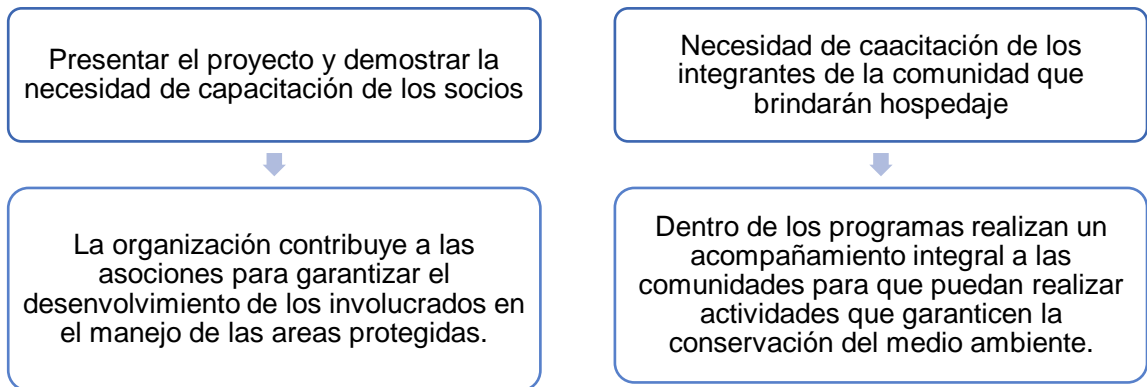 Presentar el proyecto y demostrar la
necesidad de capacitación de los socios
La organización contribuye a las
asociones para garantizar el
desenvolvimiento de los involucrados en
el manejo de las areas protegidas.
Necesidad de caacitación de los
integrantes de la comunidad que
brindarán hospedaje
Dentro de los programas realizan un
acompañamiento integral a las
comunidades para que puedan realizar
actividades que garanticen la
conservación del medio ambiente.